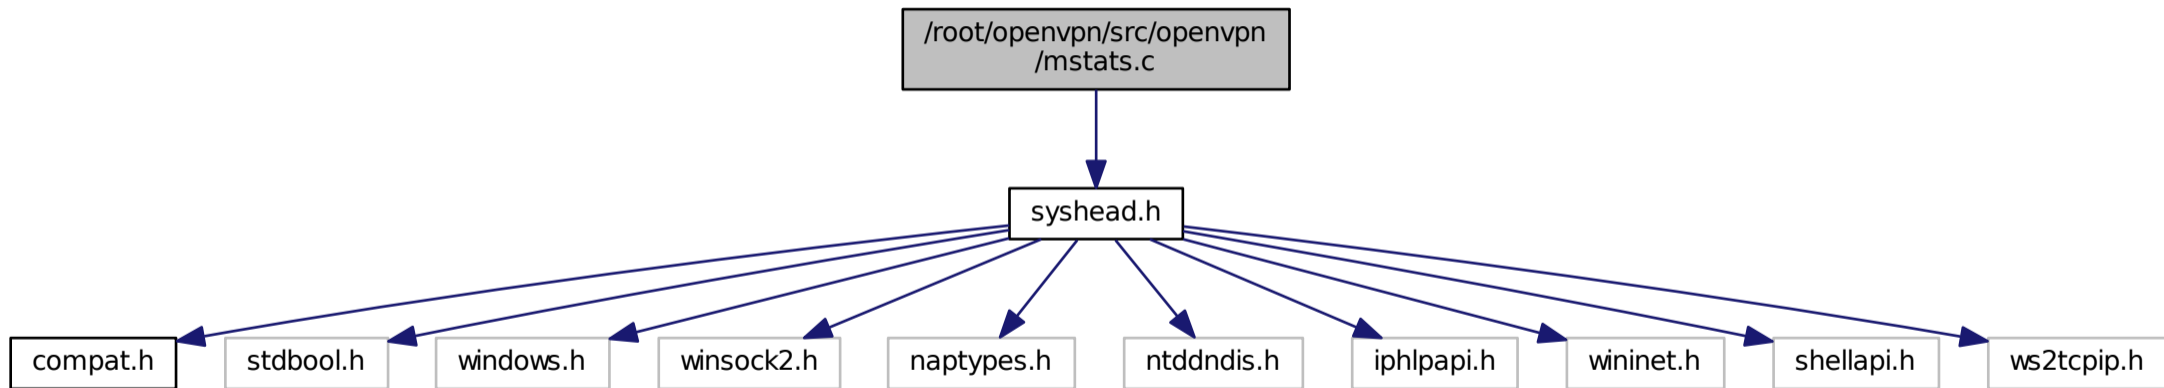 /root/openvpn/src/openvpn
/mstats.c
syshead.h
compat.h
stdbool.h
windows.h
winsock2.h
naptypes.h
ntddndis.h
iphlpapi.h
wininet.h
shellapi.h
ws2tcpip.h